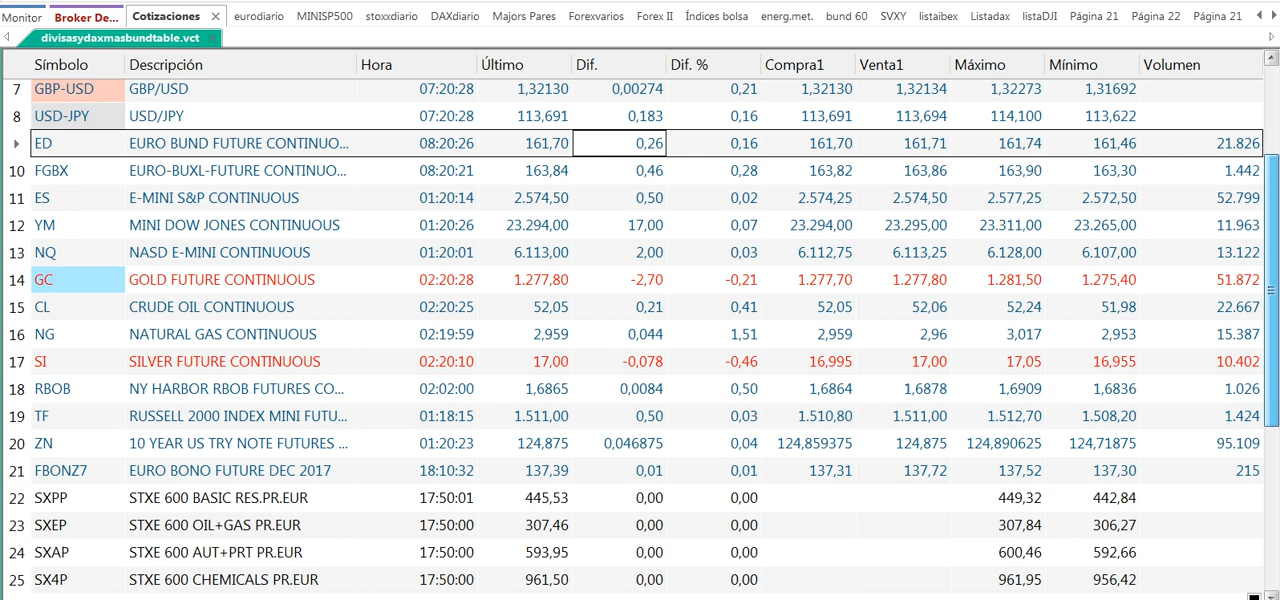 Monitor Broker De... Cotizaciones eurodiario MINISP500 stoxxdiario DAXdiario Majors Pares Forexvarios Forex II Índices bolsa energ.met. bund 60 SVXY listaibex Listadax listaDJI Página 21 Página 22 Página 21
divisasydaxmasbundtable.vct
Símbolo Descripción Hora Último Dif. Dif. % Compra1 Venta1 Máximo Mínimo Volumen
7 GBP-USD GBP/USD 07:20:28 1,32130 0,00274 0,21 1,32130 1,32134 1,32273 1,31692
8 USD-JPY USD/JPY 07:20:28 113,691 0,183 0,16 113,691 113,694 114,100 113,622
ED EURO BUND FUTURE CONTINUO... 08:20:26 161,70 0,26 0,16 161,70 161,71 161,74 161,46 21.826
10 FGBX EURO-BUXL-FUTURE CONTINUO... 08:20:21 163,84 0,46 0,28 163,82 163,86 163,90 163,30 1.442
11 ES E-MINI S&P CONTINUOUS 01:20:14 2.574,50 0,50 0,02 2.574,25 2.574,50 2.577,25 2.572,50 52.799
12 YM MINI DOW JONES CONTINUOUS 01:20:26 23.294,00 17,00 0,07 23.294,00 23.295,00 23.311,00 23.265,00 11.963
13 NQ NASD E-MINI CONTINUOUS 01:20:01 6.113,00 2,00 0,03 6.112,75 6.113,25 6.128,00 6.107,00 13.122
14 GC GOLD FUTURE CONTINUOUS 02:20:28 1.277,80 -2,70 -0,21 1.277,70 1.277,80 1.281,50 1.275,40 51.872
15 CL CRUDE OIL CONTINUOUS 02:20:25 52,05 0,21 0,41 52,05 52,06 52,24 51,98 22.667
16 NG NATURAL GAS CONTINUOUS 02:19:59 2,959 0,044 1,51 2,959 2,96 3,017 2,953 15.387
17 SI SILVER FUTURE CONTINUOUS 02:20:10 17,00 -0,078 -0,46 16,995 17,00 17,05 16,955 10.402
18 RBOB NY HARBOR RBOB FUTURES CO... 02:02:00 1,6865 0,0084 0,50 1,6864 1,6878 1,6909 1,6836 1.026
19 TF RUSSELL 2000 INDEX MINI FUTU... 01:18:15 1.511,00 0,50 0,03 1.510,80 1.511,00 1.512,70 1.508,20 1.424
20 ZN 10 YEAR US TRY NOTE FUTURES ... 01:20:23 124,875 0,046875 0,04 124,859375 124,875 124,890625 124,71875 95.109
21 FBONZ7 EURO BONO FUTURE DEC 2017 18:10:32 137,39 0,01 0,01 137,31 137,72 137,52 137,30 215
22 SXPP STXE 600 BASIC RES.PR.EUR 17:50:01 445,53 0,00 0,00 449,32 442,84
23 SXEP STXE 600 OIL+GAS PR.EUR 17:50:00 307,46 0,00 0,00 307,84 306,27
24 SXAP STXE 600 AUT+PRT PR.EUR 17:50:00 593,95 0,00 0,00 600,46 592,66
25 SX4P STXE 600 CHEMICALS PR.EUR 17:50:00 961,50 0,00 0,00 961,95 956,42